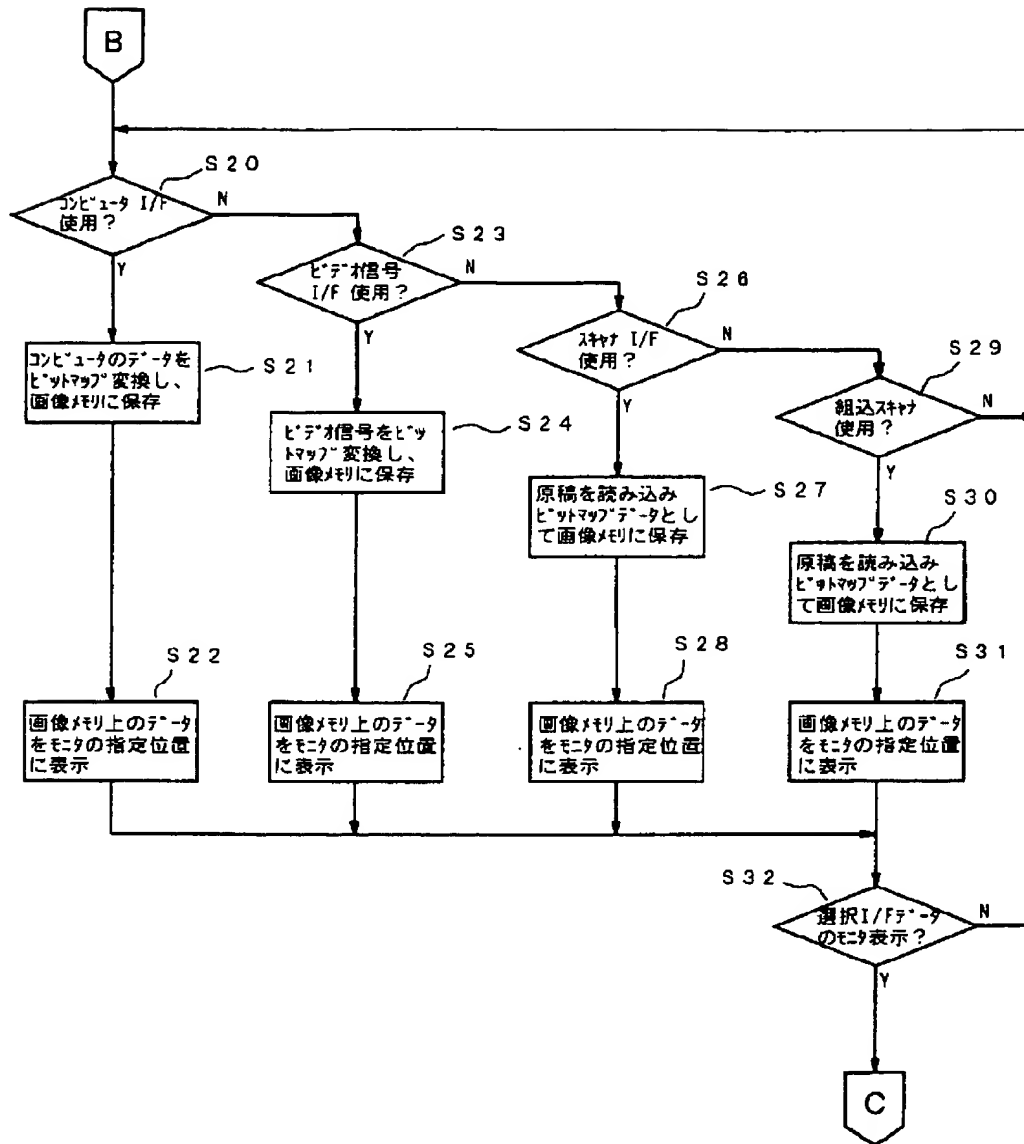 B
S20
コンピュータ I/F
使用?
N
Y
S23
ビデオ信号
I/F 使用?
N
Y
S26
スキャナ I/F
使用?
N
Y
S29
組込スキャナ
使用?
N
Y
コンピュータのデータを
ビットマップ変換し、
画像メモリに保存
S21
ビデオ信号をビッ
トマップ変換し、
画像メモリに保存
S24
原稿を読み込み
ビットマップデータとし
て画像メモリに保存
S27
原稿を読み込み
ビットマップデータとし
て画像メモリに保存
S30
S22
画像メモリ上のデータ
をモニタの指定位置
に表示
S25
画像メモリ上のデータ
をモニタの指定位置
に表示
S28
画像メモリ上のデータ
をモニタの指定位置
に表示
S31
画像メモリ上のデータ
をモニタの指定位置
に表示
S32
選択I/Fデータ
のモニタ表示?
N
Y
C